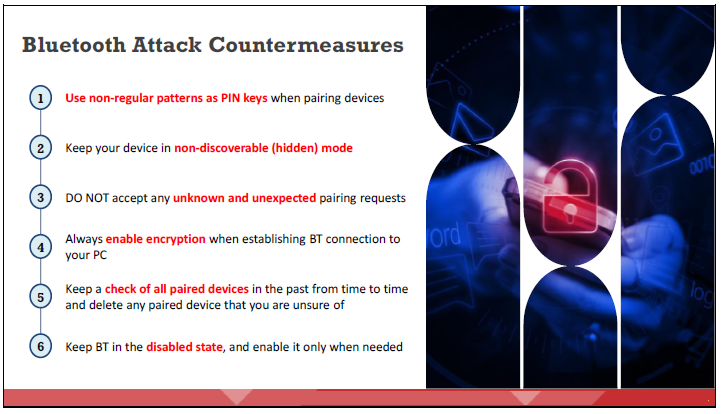 Bluetooth Attack Countermeasures
1
Use non-regular patterns as PIN keys when pairing devices
2
Keep your device in non-discoverable (hidden) mode
3
DO NOT accept any unknown and unexpected pairing requests
4
Always enable encryption when establishing BT connection to
your PC
5
Keep a check of all paired devices in the past from time to time
and delete any paired device that you are unsure of
6
Keep BT in the disabled state, and enable it only when needed